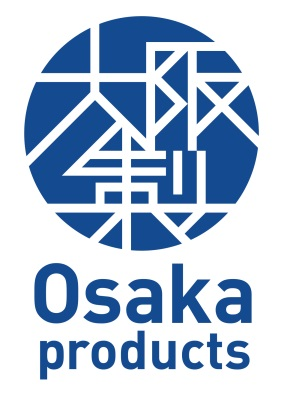 大阪製
Osaka
products